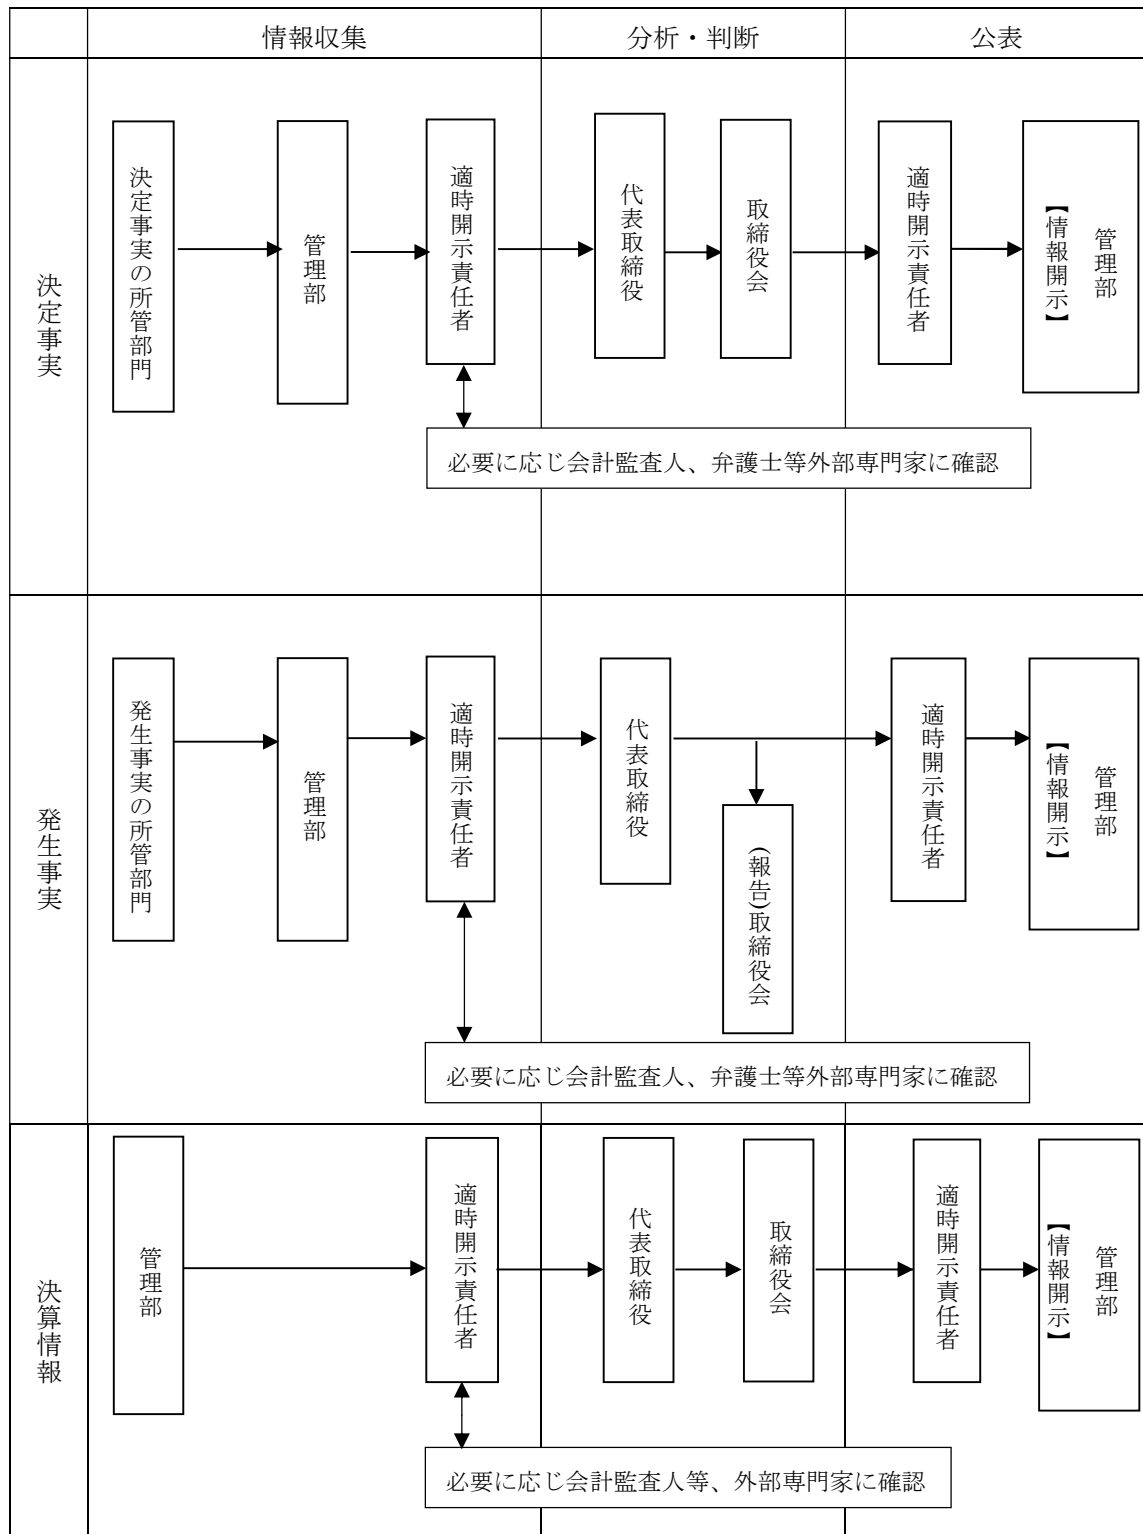 情報収集
分析・判断
公表
決定事実
決定事実の所管部門
管理部
適時開示責任者
代表取締役
取締役会
適時開示責任者
管理部
【情報開示】
必要に応じ会計監査人、弁護士等外部専門家に確認
発生事実
発生事実の所管部門
管理部
適時開示責任者
代表取締役
(報告)取締役会
適時開示責任者
管理部
【情報開示】
必要に応じ会計監査人、弁護士等外部専門家に確認
決算情報
管理部
適時開示責任者
代表取締役
取締役会
適時開示責任者
管理部
【情報開示】
必要に応じ会計監査人等、外部専門家に確認